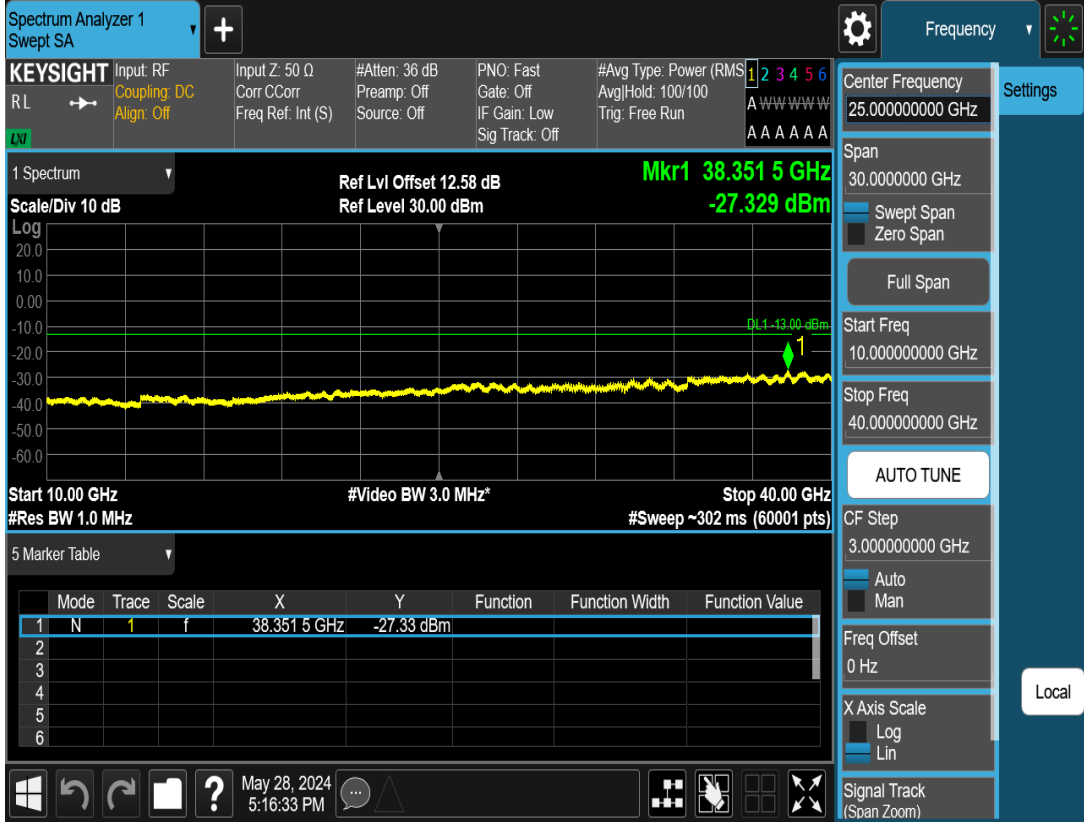 Spectrum Analyzer 1
Swept SA
+
Frequency
KEYSIGHT
RL
LXI
Input: RF
Coupling: DC
Align: Off
Input Z: 50 Ω
Corr CCorr
Freq Ref: Int (S)
#Atten: 36 dB
Preamp: Off
Source: Off
PNO: Fast
Gate: Off
IF Gain: Low
Sig Track: Off
#Avg Type: Power (RMS
Avg|Hold: 100/100
Trig: Free Run
1 2 3 4 5 6
A W W W W W
A A A A A A
1 Spectrum
Scale/Div 10 dB
Ref Lvl Offset 12.58 dB
Ref Level 30.00 dBm
Mkr1 38.351 5 GHz
-27.329 dBm
Log
20.0
10.0
0.00
-10.0
-20.0
-30.0
-40.0
-50.0
-60.0
DL1 -13.00 dBm
1
Start 10.00 GHz
#Video BW 3.0 MHz*
Stop 40.00 GHz
#Res BW 1.0 MHz
#Sweep ~302 ms (60001 pts)
5 Marker Table
Mode Trace Scale X Y Function Function Width Function Value
1 N 1 f 38.351 5 GHz -27.33 dBm
2
3
4
5
6
May 28, 2024
5:16:33 PM
?
Center Frequency
25.000000000 GHz
Span
30.0000000 GHz
Swept Span
Zero Span
Full Span
Start Freq
10.000000000 GHz
Stop Freq
40.000000000 GHz
AUTO TUNE
CF Step
3.000000000 GHz
Auto
Man
Freq Offset
0 Hz
X Axis Scale
Log
Lin
Signal Track
(Span Zoom)
Settings
Local